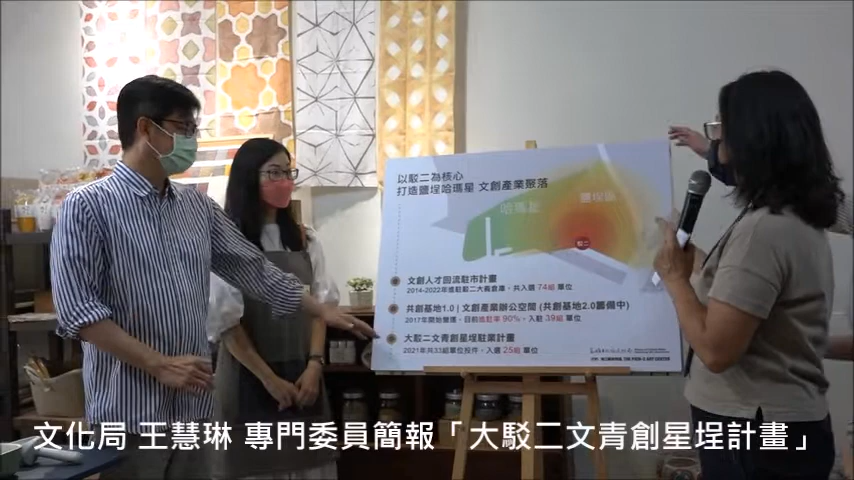 以駁二為核心
打造鹽埕哈瑪星 文創產業聚落
哈瑪星
鹽埕區
駁二
文創人才回流駐市計畫
2014-2022年進駐駁二大義倉庫，共入選 74組 單位
共創基地1.0 | 文創產業辦公空間 (共創基地2.0籌備中)
2017年開始營運，目前進駐率 90%，入駐 39組 單位
大駁二文青創星埕駐業計畫
2021年共33組單位投件，入選 25組 單位
文化局 王慧琳 專門委員簡報「大駁二文青創星埕計畫」